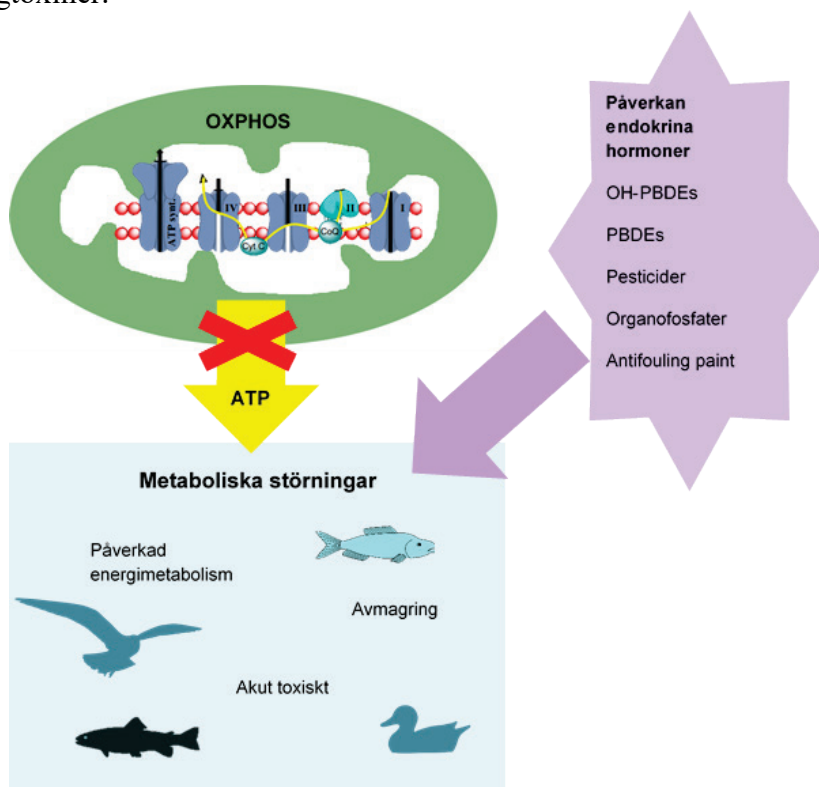 OXPHOS
ATP synt.
IV
III
II
I
Cyt C
CoQ
ATP
Påverkan
endokrina
hormoner
OH-PBDEs
PBDEs
Pesticider
Organofosfater
Antifouling paint
Metaboliska störningar
Påverkad
energimetabolism
Avmagring
Akut toxiskt